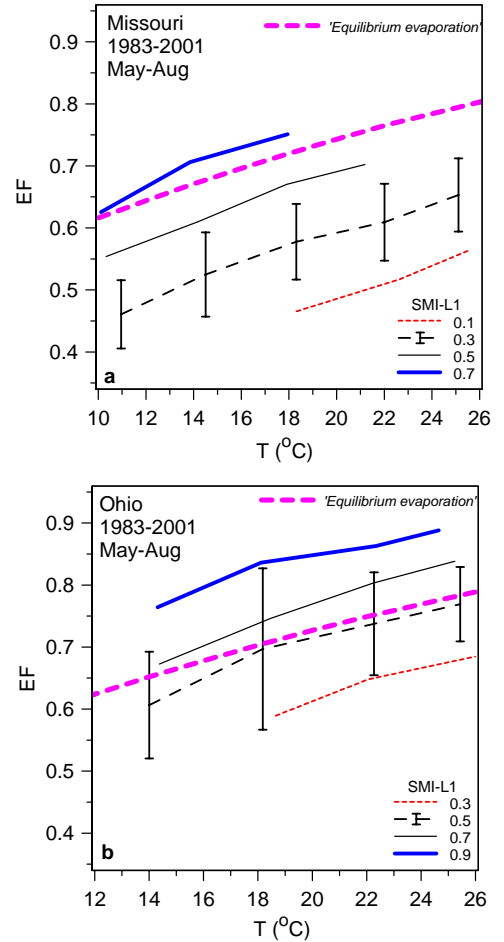 Missouri
1983-2001
May-Aug
'Equilibrium evaporation'
0.9
0.8
0.7
0.6
0.5
0.4
EF
SMI-L1
0.1
0.3
0.5
0.7
a
10 12 14 16 18 20 22 24 26
T (°C)
Ohio
1983-2001
May-Aug
'Equilibrium evaporation'
0.9
0.8
0.7
0.6
0.5
0.4
EF
SMI-L1
0.3
0.5
0.7
0.9
b
12 14 16 18 20 22 24 26
T (°C)